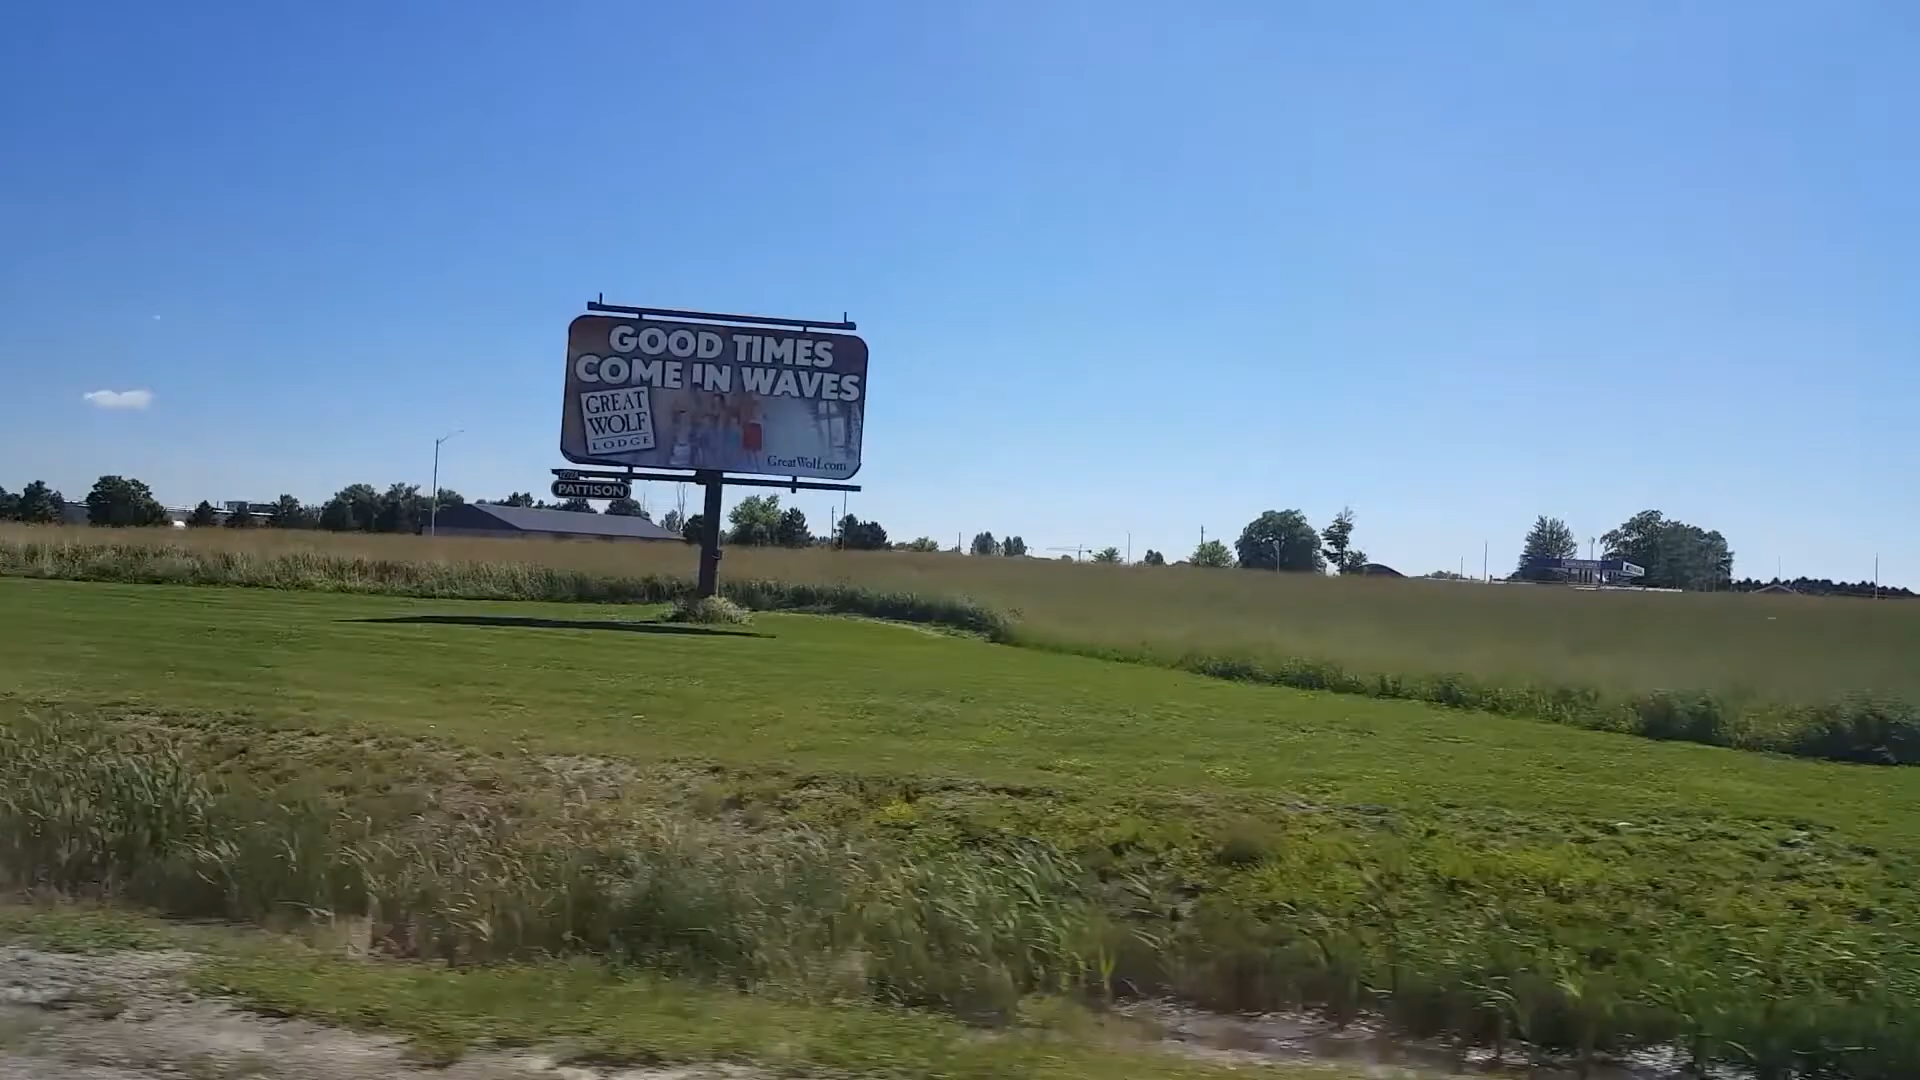 GOOD TIMES
COME IN WAVES
GREAT
WOLF
LODGE
GreatWolf.com
PATTISON